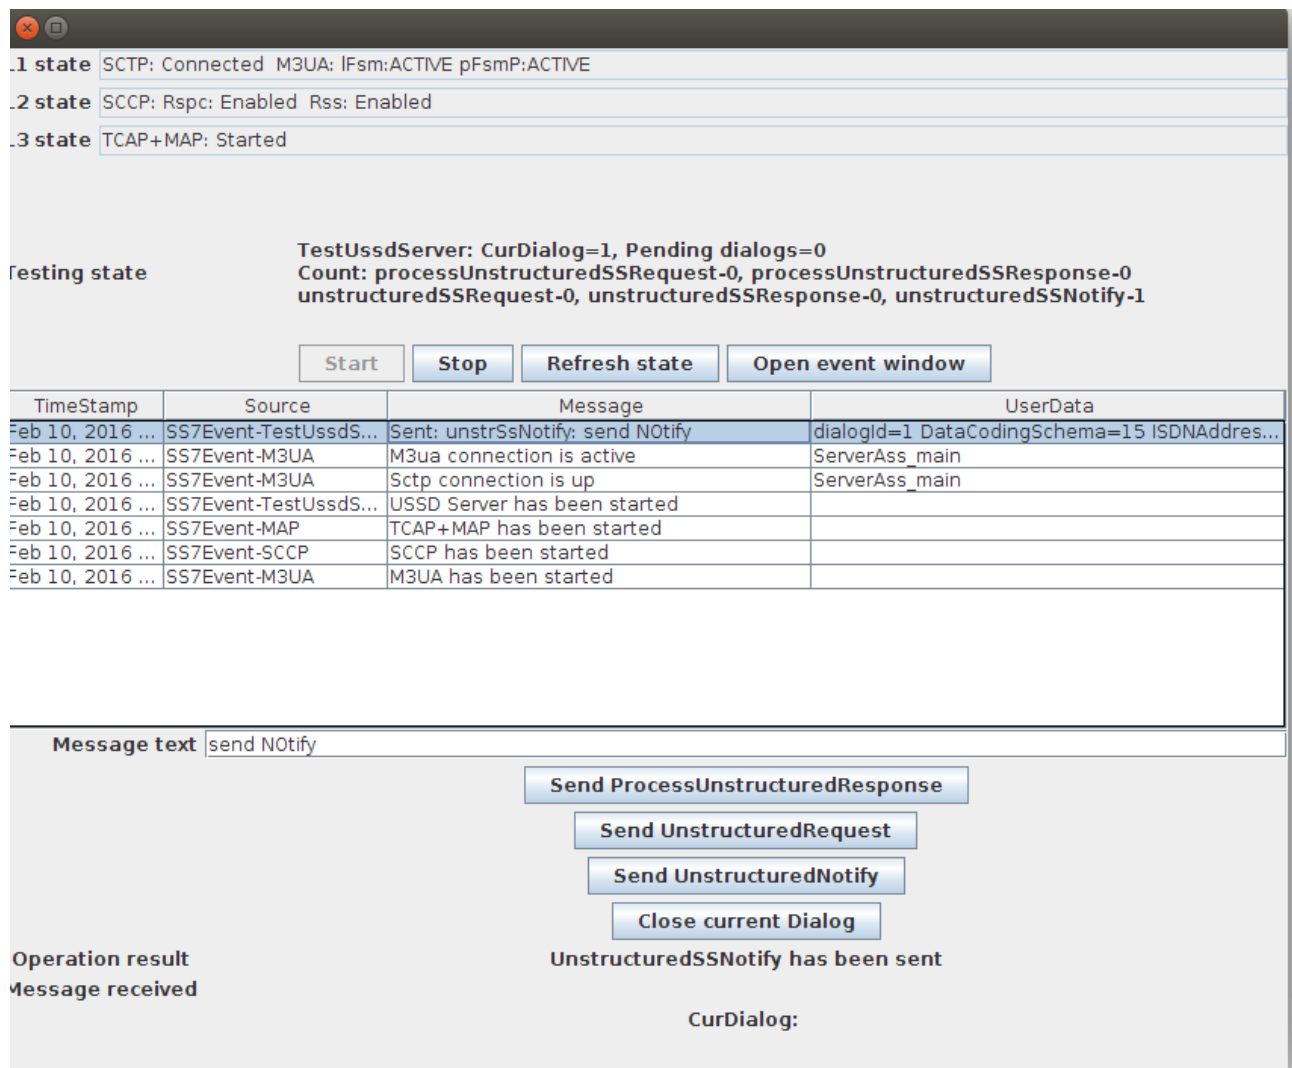 .1 state SCTP: Connected M3UA: lFsm:ACTIVE pFsmP:ACTIVE
.2 state SCCP: Rspc: Enabled Rss: Enabled
.3 state TCAP+MAP: Started
TestUssdServer: CurDialog=1, Pending dialogs=0
Testing state Count: processUnstructuredSSRequest-0, processUnstructuredSSResponse-0
unstructuredSSRequest-0, unstructuredSSResponse-0, unstructuredSSNotify-1
Start Stop Refresh state Open event window
TimeStamp Source Message UserData
Feb 10, 2016 ... SS7Event-TestUssdS... Sent: unstrSsNotify: send N0tify dialogId=1 DataCodingSchema=15 ISDNAddres...
Feb 10, 2016 ... SS7Event-M3UA M3ua connection is active ServerAss_main
Feb 10, 2016 ... SS7Event-M3UA Sctp connection is up ServerAss_main
Feb 10, 2016 ... SS7Event-TestUssdS... USSD Server has been started
Feb 10, 2016 ... SS7Event-MAP TCAP+MAP has been started
Feb 10, 2016 ... SS7Event-SCCP SCCP has been started
Feb 10, 2016 ... SS7Event-M3UA M3UA has been started
Message text send N0tify
Send ProcessUnstructuredResponse
Send UnstructuredRequest
Send UnstructuredNotify
Close current Dialog
Operation result UnstructuredSSNotify has been sent
Message received
CurDialog: